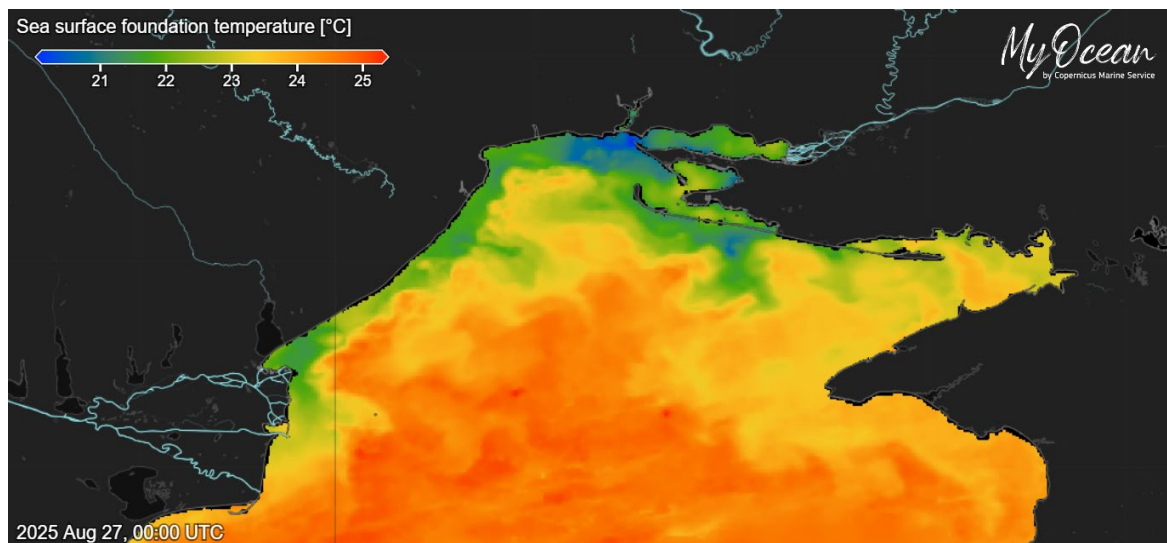 Sea surface foundation temperature [°C]
21 22 23 24 25
MyOcean
by Copernicus Marine Service
2025 Aug 27, 00:00 UTC